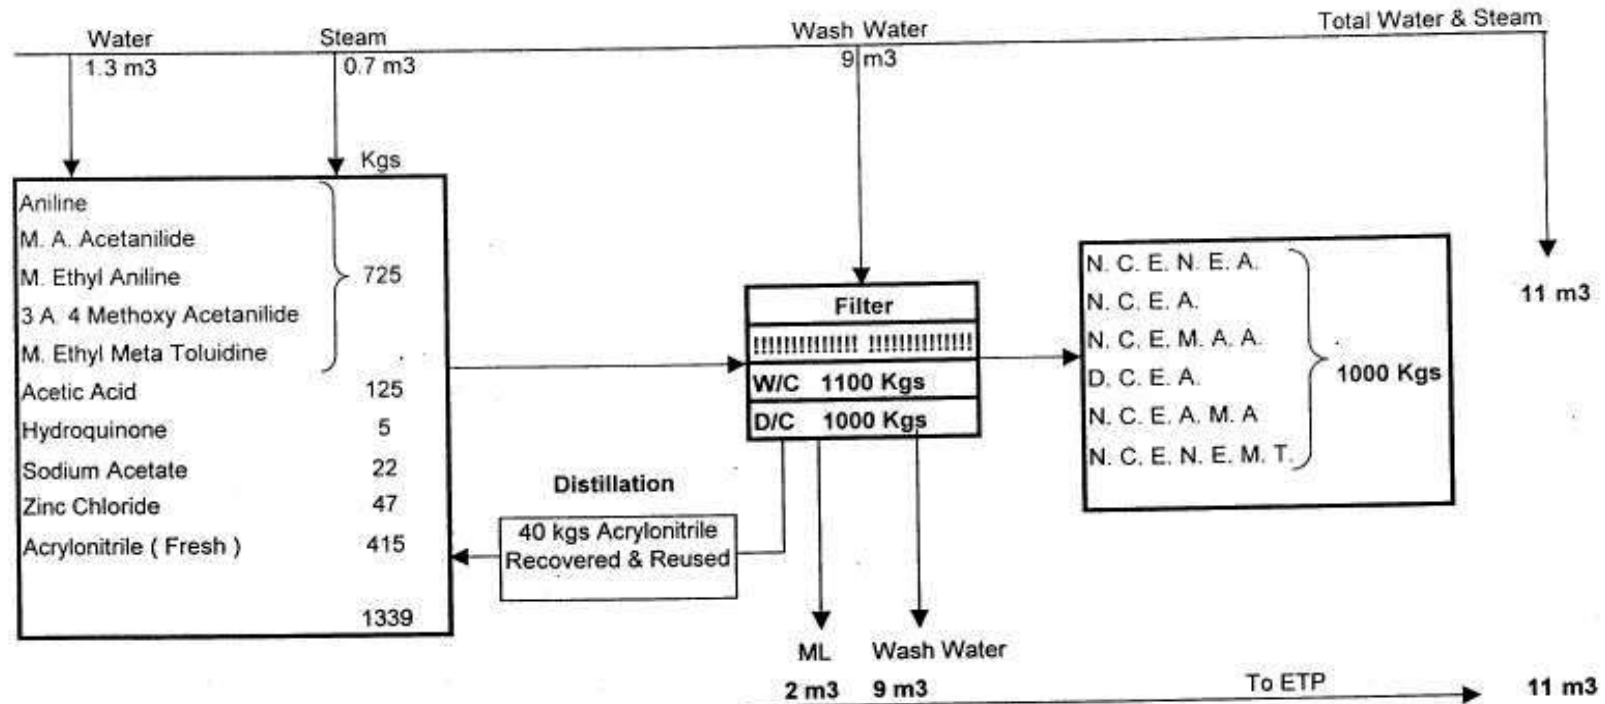 Water
1.3 m3
Steam
0.7 m3
Wash Water
9 m3
Total Water & Steam
11 m3
Kgs
Aniline
M. A. Acetanilide
M. Ethyl Aniline
3 A. 4 Methoxy Acetanilide
M. Ethyl Meta Toluidine
725
Acetic Acid 125
Hydroquinone 5
Sodium Acetate 22
Zinc Chloride 47
Acrylonitrile ( Fresh ) 415
1339
Filter
!!!!!!!!!!!!!! !!!!!!!!!!!!!!
W/C 1100 Kgs
D/C 1000 Kgs
Distillation
40 kgs Acrylonitrile
Recovered & Reused
N. C. E. N. E. A.
N. C. E. A.
N. C. E. M. A. A.
D. C. E. A.
N. C. E. A. M. A
N. C. E. N. E. M. T.
1000 Kgs
ML
2 m3
Wash Water
9 m3
To ETP
11 m3